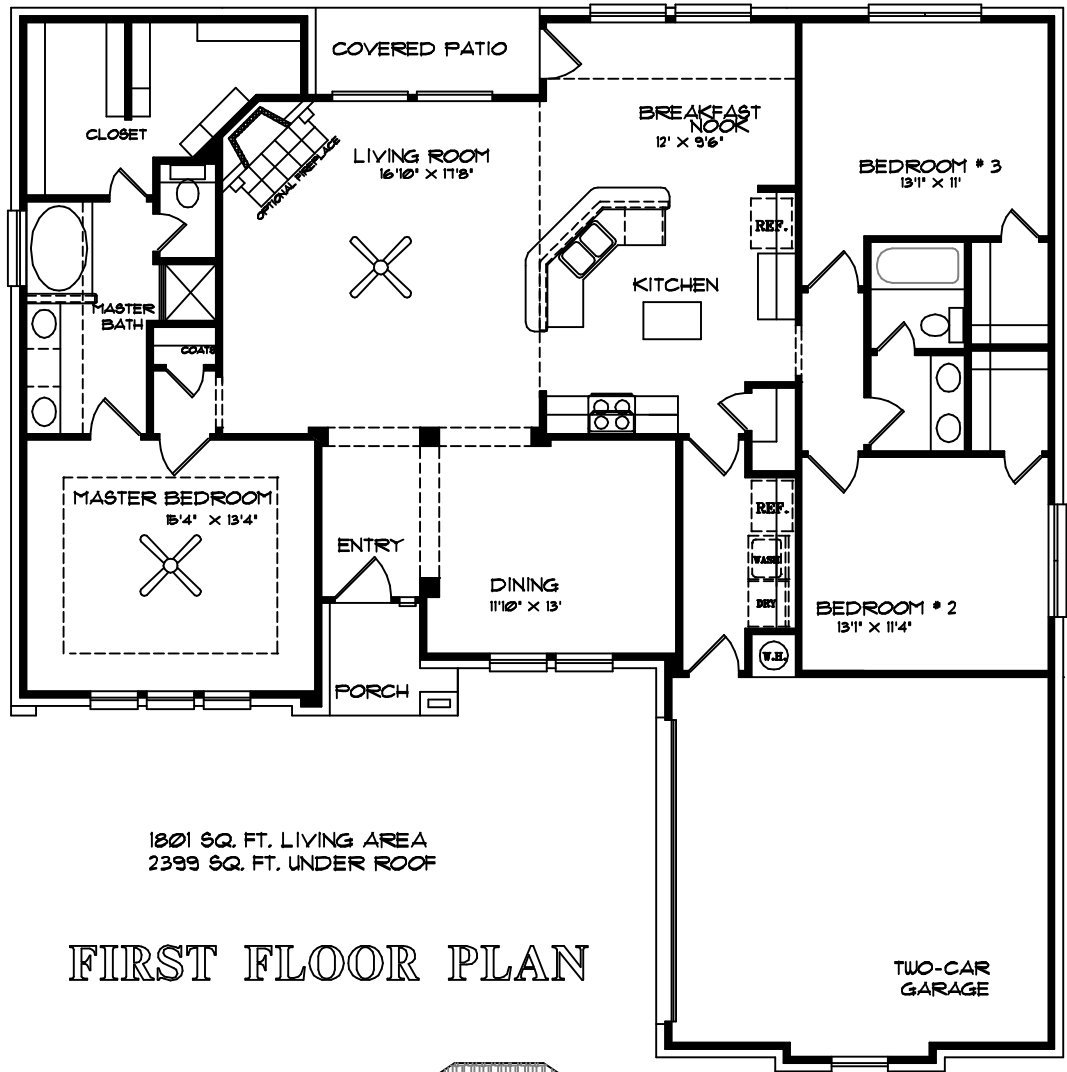 COVERED PATIO
BREAKFAST
NOOK
12' X 9'6"
CLOSET
LIVING ROOM
16'10" X 17'8"
BEDROOM # 3
13'1" X 11'
OPTIONAL FIREPLACE
REF.
KITCHEN
MASTER
BATH
COATS
MASTER BEDROOM
15'4" X 13'4"
REF.
ENTRY
WASH
DINING
11'10" X 13'
DRY
BEDROOM # 2
13'1" X 11'4"
W.H.
PORCH
1801 SQ. FT. LIVING AREA
2399 SQ. FT. UNDER ROOF
FIRST FLOOR PLAN
TWO-CAR
GARAGE